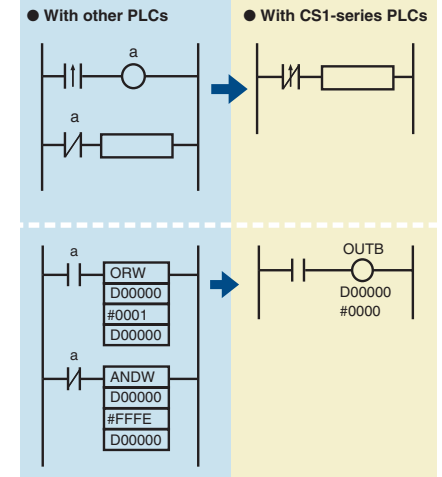 ● With other PLCs
● With CS1-series PLCs
a
a
a
ORW
D00000
#0001
D00000
a
ANDW
D00000
#FFFE
D00000
OUTB
D00000
#0000